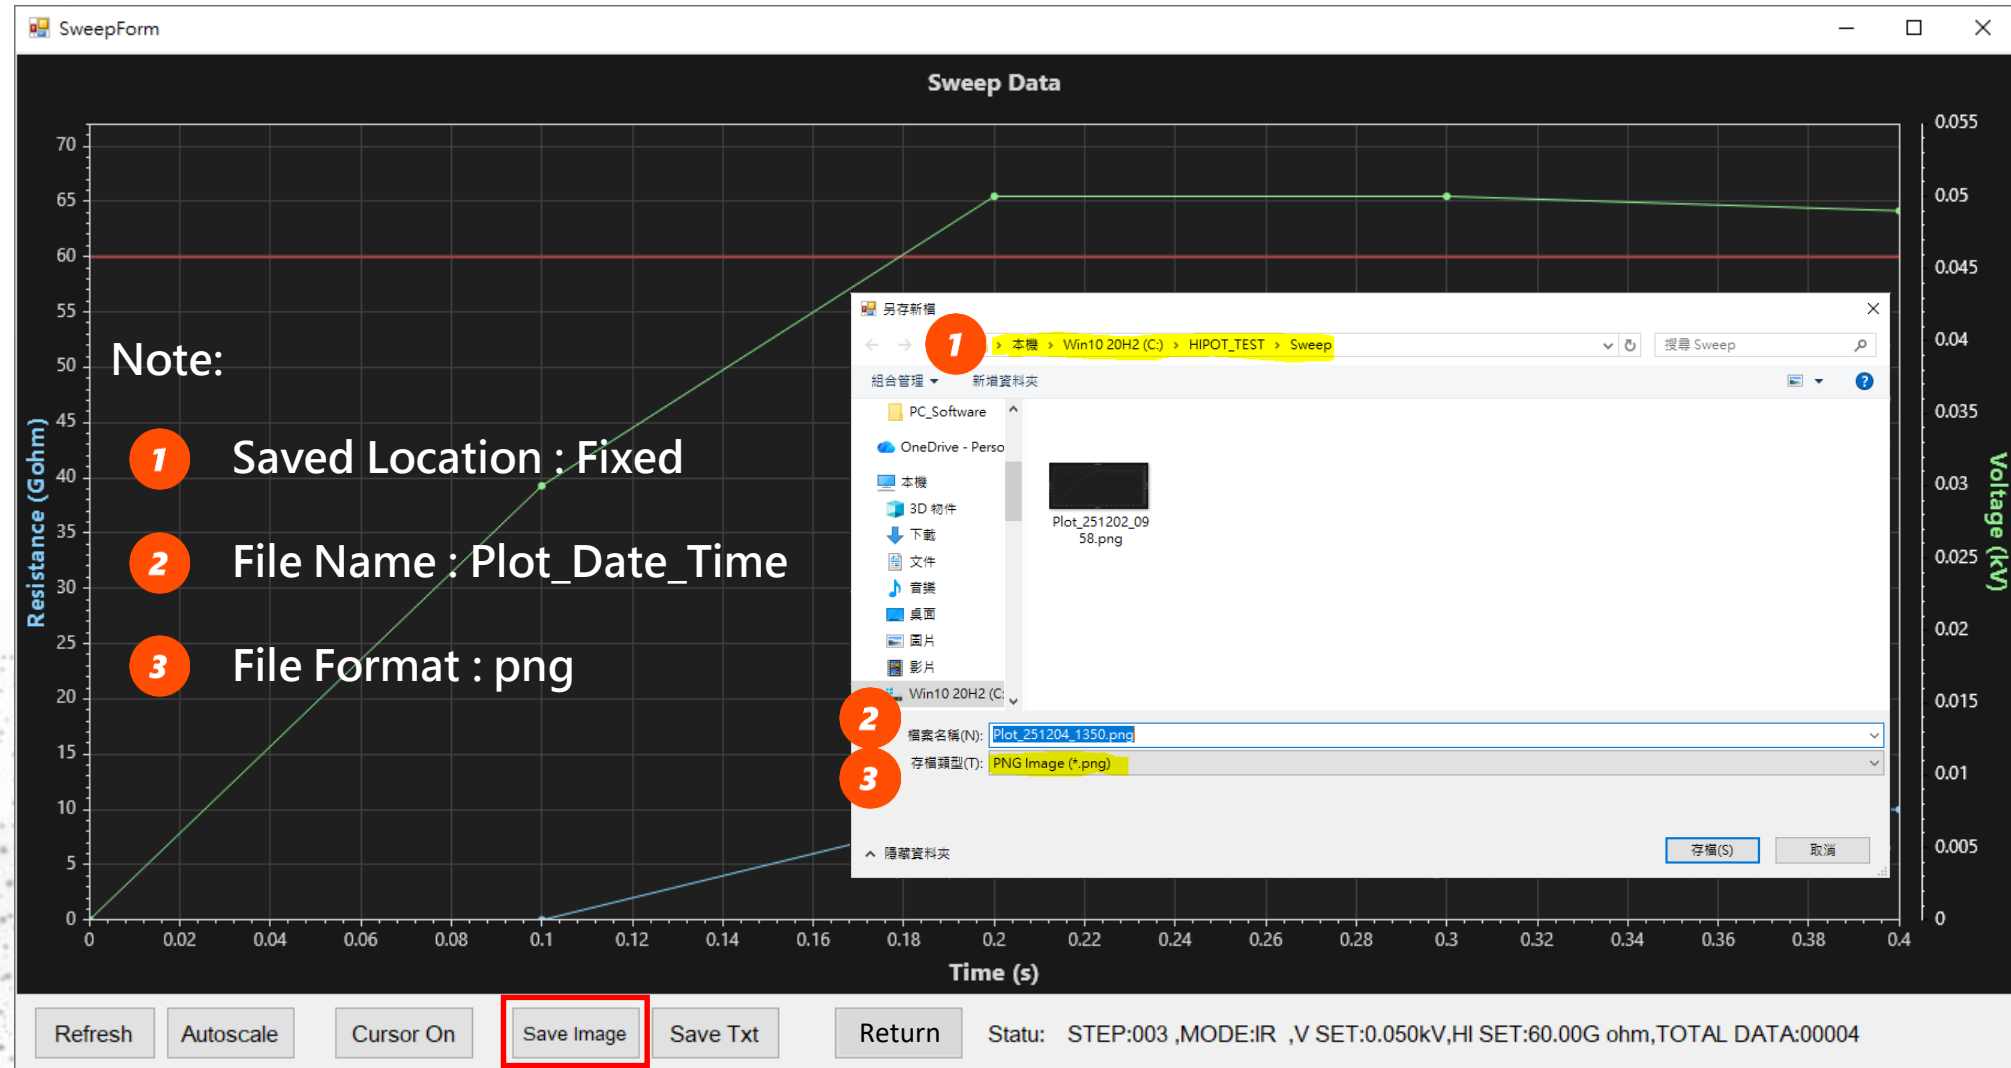 SweepForm
Sweep Data
70
65
60
55
50
45
40
35
30
25
20
15
10
5
0
Resistance (Gohm)
0.055
0.05
0.045
0.04
0.035
0.03
0.025
0.02
0.015
0.01
0.005
0
Voltage (kV)
0 0.02 0.04 0.06 0.08 0.1 0.12 0.14 0.16 0.18 0.2 0.22 0.24 0.26 0.28 0.3 0.32 0.34 0.36 0.38 0.4
Time (s)
Note:
1 Saved Location : Fixed
2 File Name : Plot_Date_Time
3 File Format : png
另存新檔
1 › 本機 › Win10 20H2 (C:) › HIPOT_TEST › Sweep
搜尋 Sweep
組合管理 新增資料夾
PC_Software
OneDrive - Perso
本機
3D 物件
下載
文件
音樂
桌面
圖片
影片
Win10 20H2 (C:
Plot_251202_09
58.png
2 檔案名稱(N): Plot_251204_1350.png
3 存檔類型(T): PNG Image (*.png)
隱藏資料夾
存檔(S) 取消
Refresh Autoscale Cursor On Save Image Save Txt Return Statu: STEP:003 ,MODE:IR ,V SET:0.050kV,HI SET:60.00G ohm,TOTAL DATA:00004